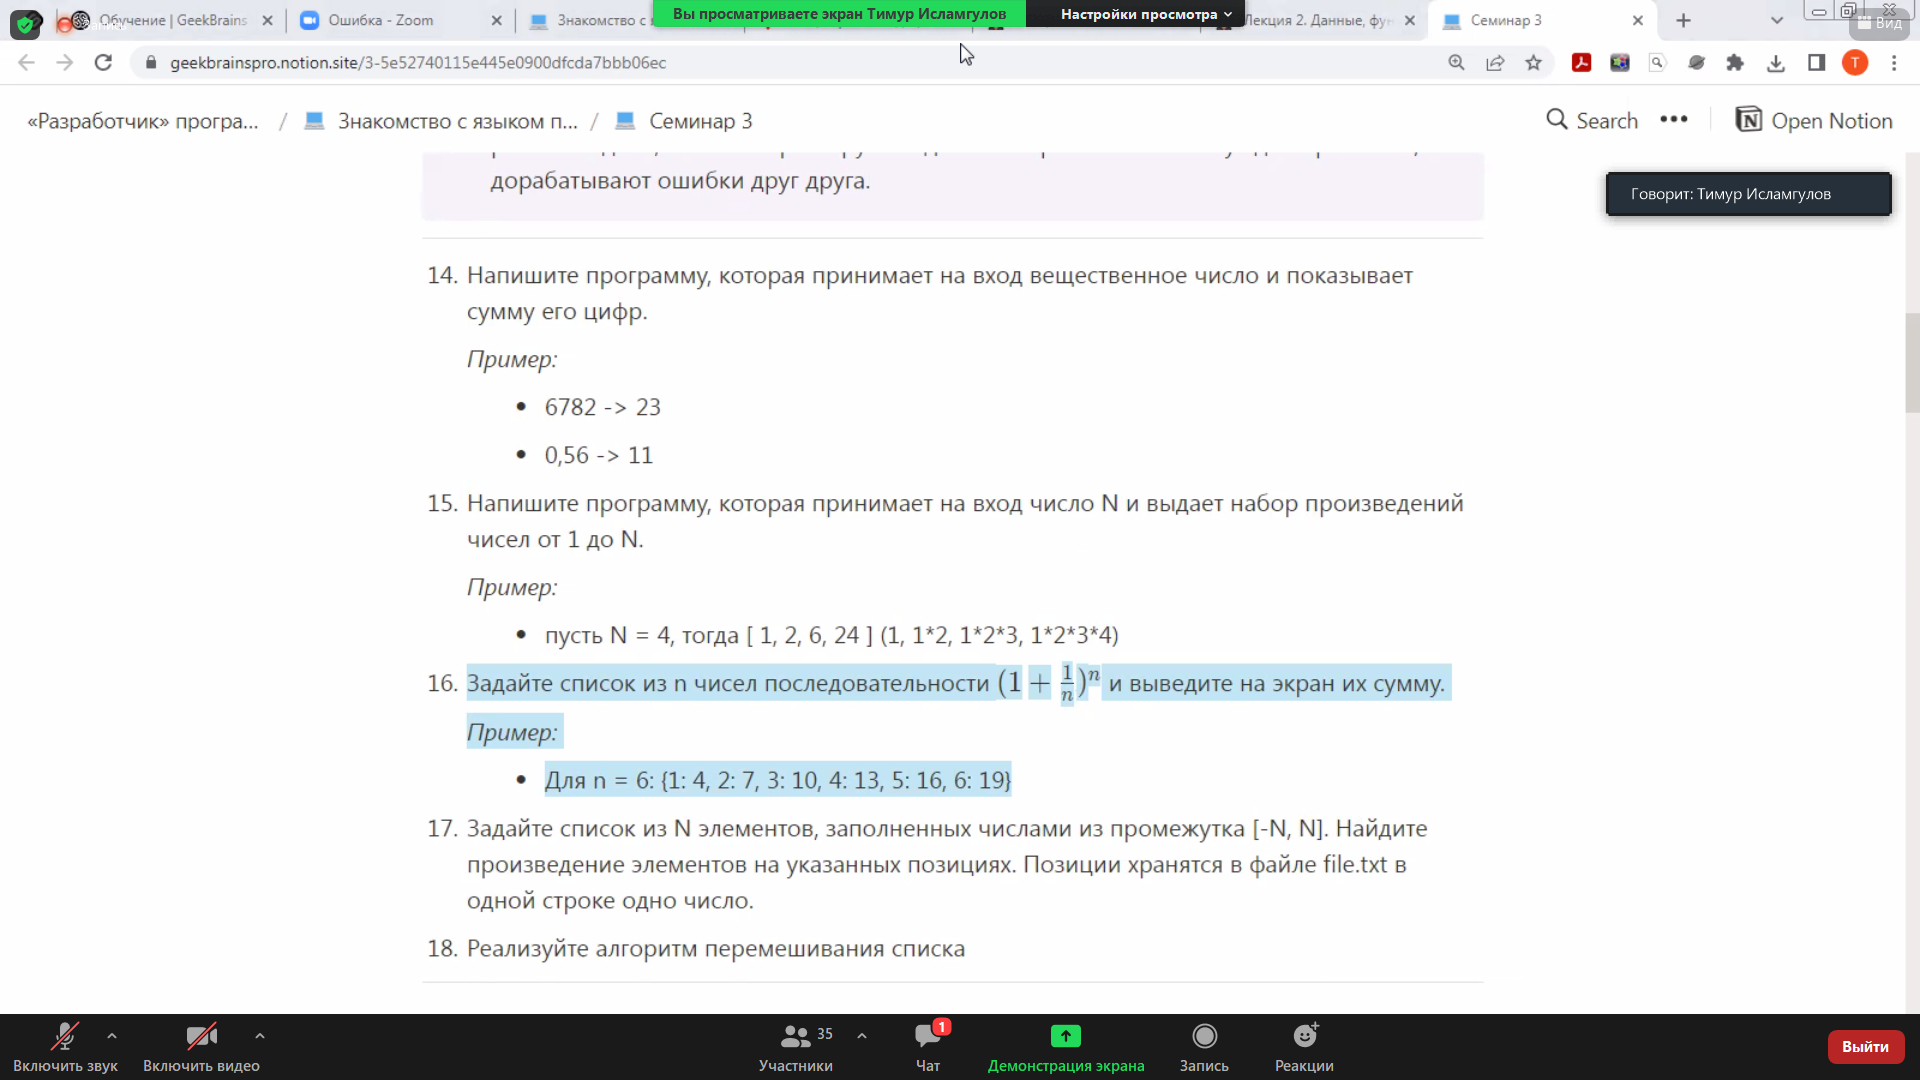 Обучение | GeekBrains
Ошибка - Zoom
Знакомство с
Вы просматриваете экран Тимур Исламгулов
Настройки просмотра
Лекция 2. Данные, фун
Семинар 3
Вид
geekbrainspro.notion.site/3-5e52740115e445e0900dfcda7bbb06ec
T
«Разработчик» програ... / Знакомство с языком п... / Семинар 3
Search
Open Notion
Говорит: Тимур Исламгулов
дорабатывают ошибки друг друга.
14. Напишите программу, которая принимает на вход вещественное число и показывает
сумму его цифр.
Пример:
• 6782 -> 23
• 0,56 -> 11
15. Напишите программу, которая принимает на вход число N и выдает набор произведений
чисел от 1 до N.
Пример:
• пусть N = 4, тогда [ 1, 2, 6, 24 ] (1, 1*2, 1*2*3, 1*2*3*4)
16. Задайте список из n чисел последовательности (1 + 1/n)^n и выведите на экран их сумму.
Пример:
• Для n = 6: {1: 4, 2: 7, 3: 10, 4: 13, 5: 16, 6: 19}
17. Задайте список из N элементов, заполненных числами из промежутка [-N, N]. Найдите
произведение элементов на указанных позициях. Позиции хранятся в файле file.txt в
одной строке одно число.
18. Реализуйте алгоритм перемешивания списка
35
1
Включить звук
Включить видео
Участники
Чат
Демонстрация экрана
Запись
Реакции
Выйти